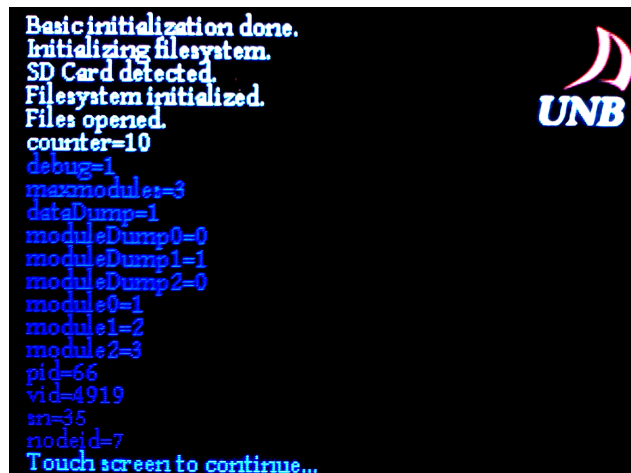 Basic initialization done.
Initializing filesystem.
SD Card detected.
Filesystem initialized.
Files opened.
UNB
counter=10
debug=1
maxmodules=3
dataDump=1
moduleDump0=0
moduleDump1=1
moduleDump2=0
module0=1
module1=2
module2=3
pid=66
vid=4919
sn=35
nodeid=7
Touch screen to continue...